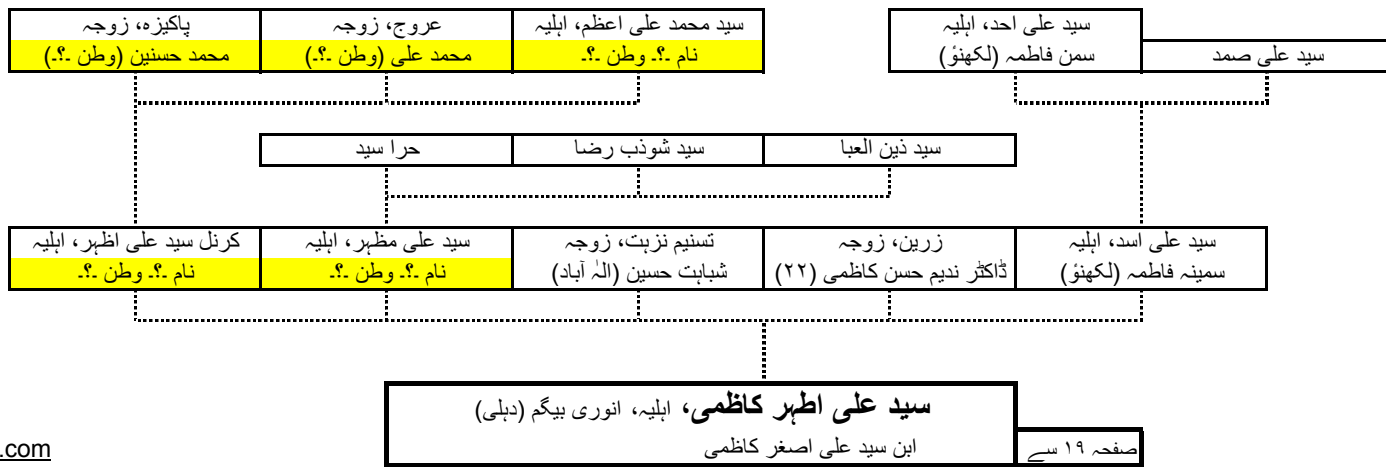 سید علی صمد
سید علی احد، اہلیہ
سمن فاطمہ (لکھنؤ)
سید محمد علی اعظم، اہلیہ
نام ۔؟۔ وطن ۔؟۔
عروج، زوجہ
محمد علی (وطن ۔؟۔)
پاکیزہ، زوجہ
محمد حسنین (وطن ۔؟۔)
سید ذین العبا
سید شوذب رضا
حرا سید
سید علی اسد، اہلیہ
سمینہ فاطمہ (لکھنؤ)
زرین، زوجہ
ڈاکٹر ندیم حسن کاظمی (۲۲)
تسنیم نزہت، زوجہ
شباہت حسین (الہٰ آباد)
سید علی مظہر، اہلیہ
نام ۔؟۔ وطن ۔؟۔
کرنل سید علی اظہر، اہلیہ
نام ۔؟۔ وطن ۔؟۔
سید علی اطہر کاظمی، اہلیہ، انوری بیگم (دہلی)
ابن سید علی اصغر کاظمی
صفحہ ۱۹ سے
.com